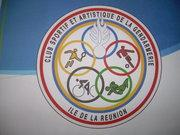 CLUB SPORTIF ET ARTISTIQUE DE LA GENDARMERIE
ILE DE LA REUNION